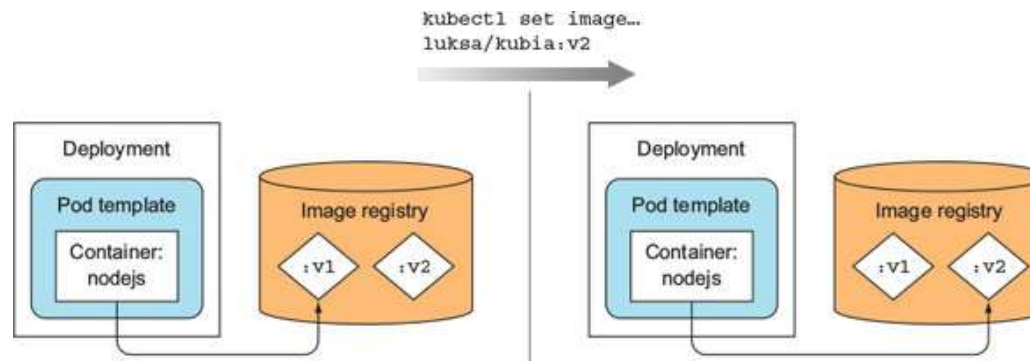 kubectl set image…
luksa/kubia:v2
Deployment
Pod template
Container:
nodejs
Image registry
:v1
:v2
Deployment
Pod template
Container:
nodejs
Image registry
:v1
:v2